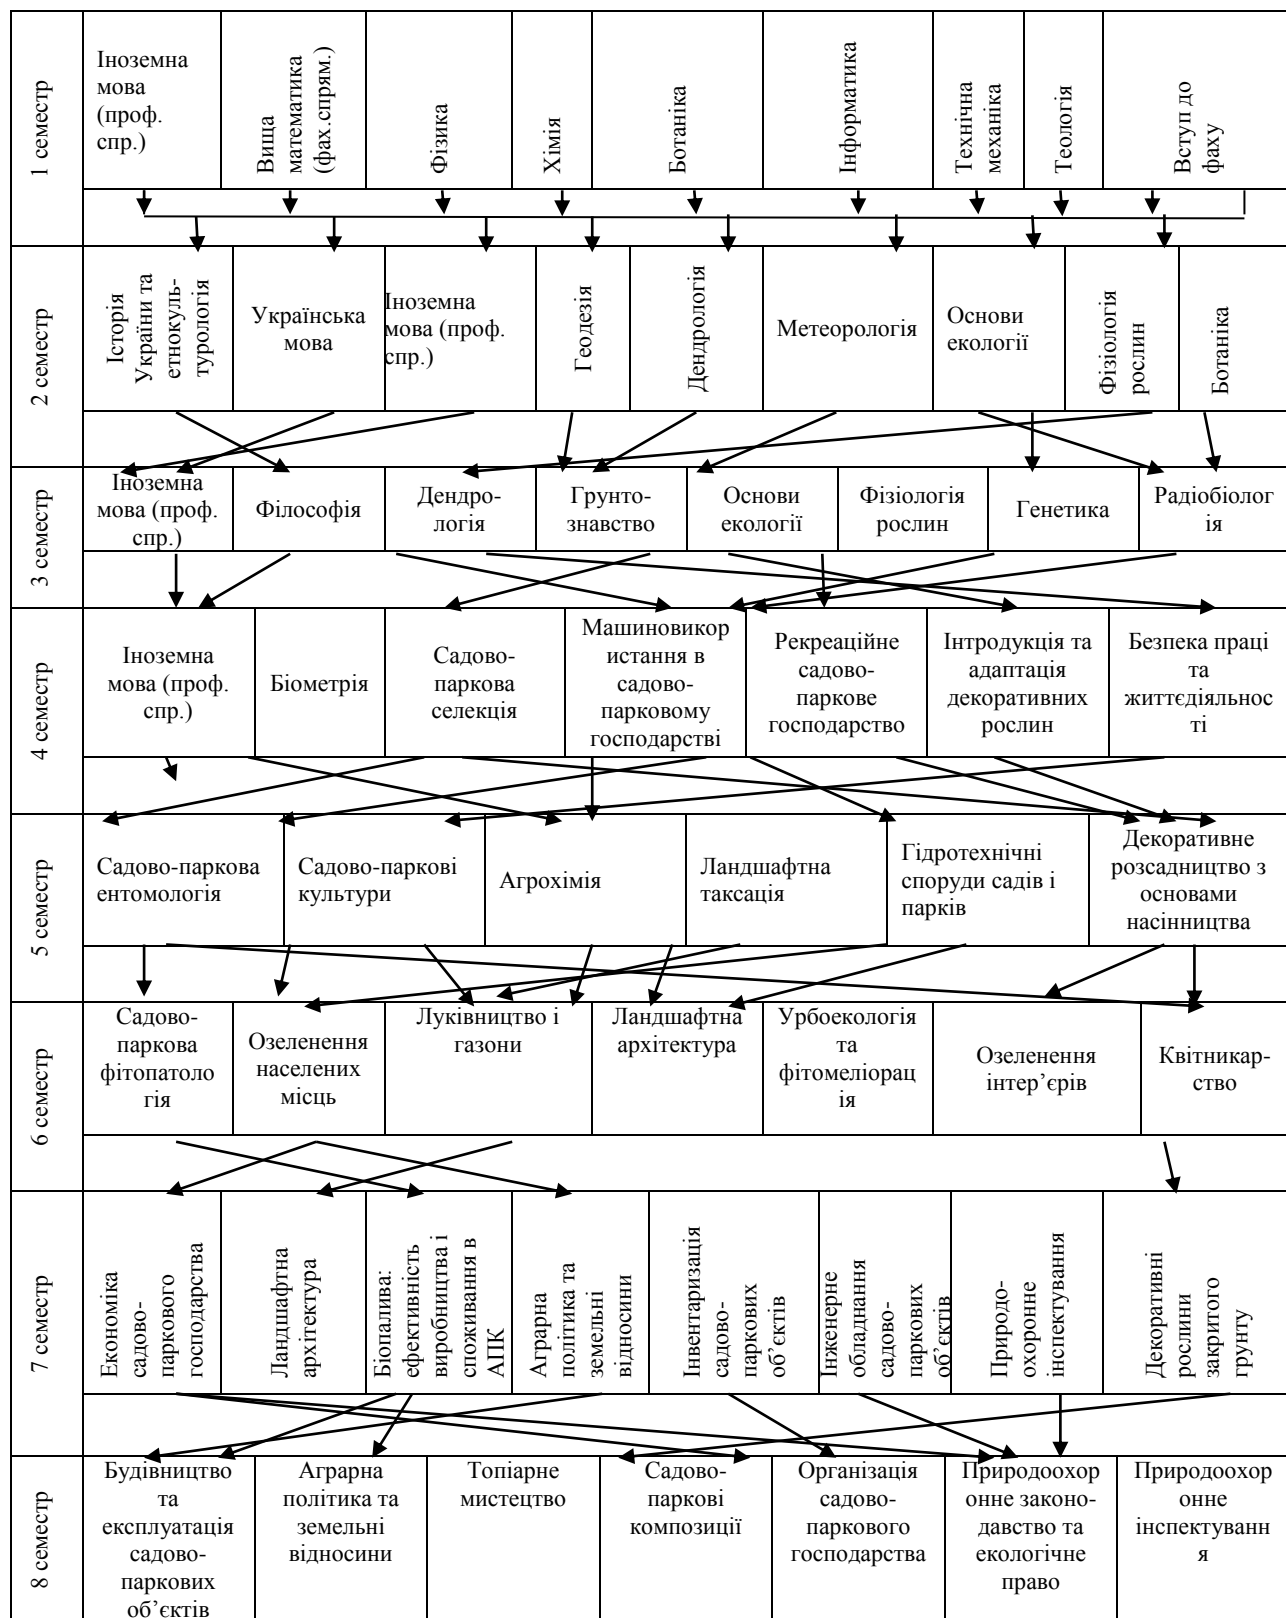 1 семестр
Іноземна
мова
(проф.
спр.)
Вища
математика
(фах.спрям.)
Фізика
Хімія
Ботаніка
Інформатика
Технічна
механіка
Теологія
Вступ до
фаху
2 семестр
Історія
України та
етнокуль-
турологія
Українська
мова
Іноземна
мова (проф.
спр.)
Геодезія
Дендрологія
Метеорологія
Основи
екології
Фізіологія
рослин
Ботаніка
3 семестр
Іноземна
мова (проф.
спр.)
Філософія
Дендро-
логія
Грунто-
знавство
Основи
екології
Фізіологія
рослин
Генетика
Радіобіолог
ія
4 семестр
Іноземна
мова (проф.
спр.)
Біометрія
Садово-
паркова
селекція
Машиновикор
истання в
садово-
парковому
господарстві
Рекреаційне
садово-
паркове
господарство
Інтродукція та
адаптація
декоративних
рослин
Безпека праці
та
життєдіяльнос
ті
5 семестр
Садово-паркова
ентомологія
Садово-паркові
культури
Агрохімія
Ландшафтна
таксація
Гідротехнічні
споруди садів і
парків
Декоративне
розсадництво з
основами
насінництва
6 семестр
Садово-
паркова
фітопатоло
гія
Озеленення
населених
місць
Луківництво і
газони
Ландшафтна
архітектура
Урбоекологія
та
фітомеліорац
ія
Озеленення
інтер’єрів
Квітникар-
ство
7 семестр
Економіка
садово-
паркового
господарства
Ландшафтна
архітектура
Біопалива:
ефективність
виробництва і
споживання в
АПК
Аграрна
політика та
земельні
відносини
Інвентаризація
садово-
паркових
об’єктів
Інженерне
обладнання
садово-
паркових
об’єктів
Природо-
охоронне
інспектування
Декоративні
рослини
закритого
грунту
8 семестр
Будівництво
та
експлуатація
садово-
паркових
об’єктів
Аграрна
політика та
земельні
відносини
Топіарне
мистецтво
Садово-
паркові
композиції
Організація
садово-
паркового
господарства
Природоохор
онне законо-
давство та
екологічне
право
Природоохор
онне
інспектуванн
я